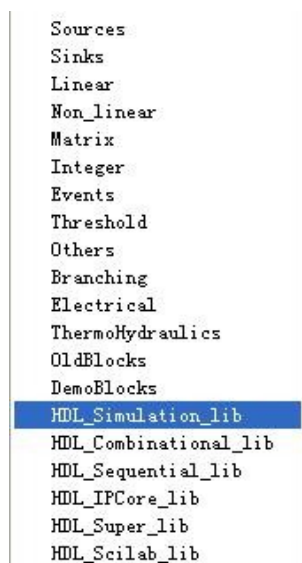 Sources
Sinks
Linear
Non_linear
Matrix
Integer
Events
Threshold
Others
Branching
Electrical
ThermoHydraulics
OldBlocks
DemoBlocks
HDL_Simulation_lib
HDL_Combinational_lib
HDL_Sequential_lib
HDL_IPCore_lib
HDL_Super_lib
HDL_Scilab_lib